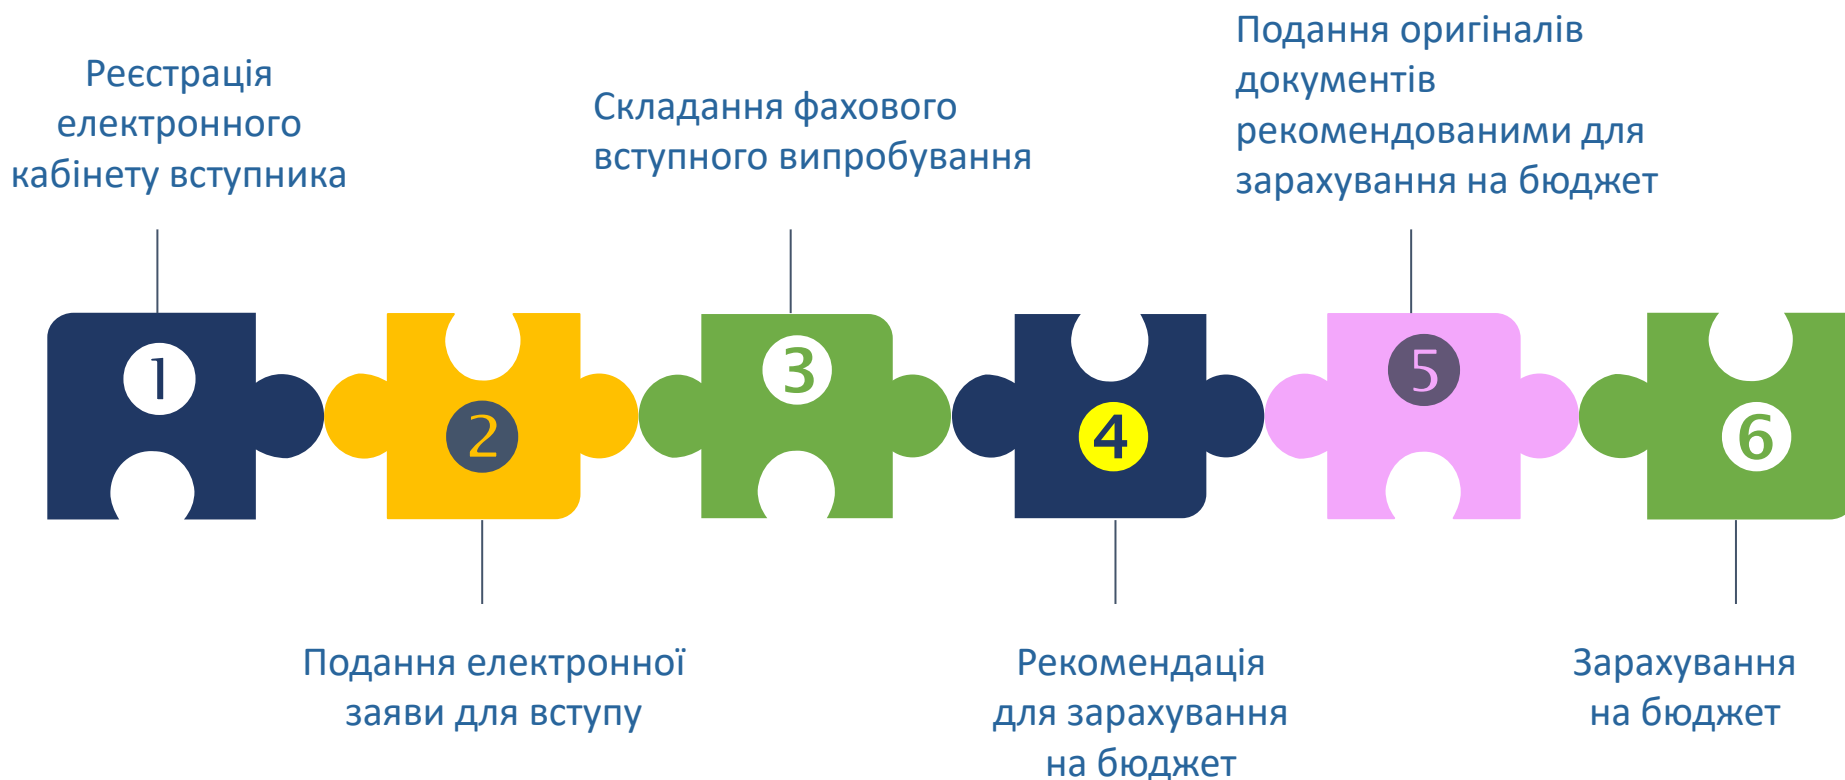 Реєстрація
електронного
кабінету вступника
1
Подання електронної
заяви для вступу
2
Складання фахового
вступного випробування
3
Рекомендація
для зарахування
на бюджет
4
Подання оригіналів
документів
рекомендованими для
зарахування на бюджет
5
Зарахування
на бюджет
6